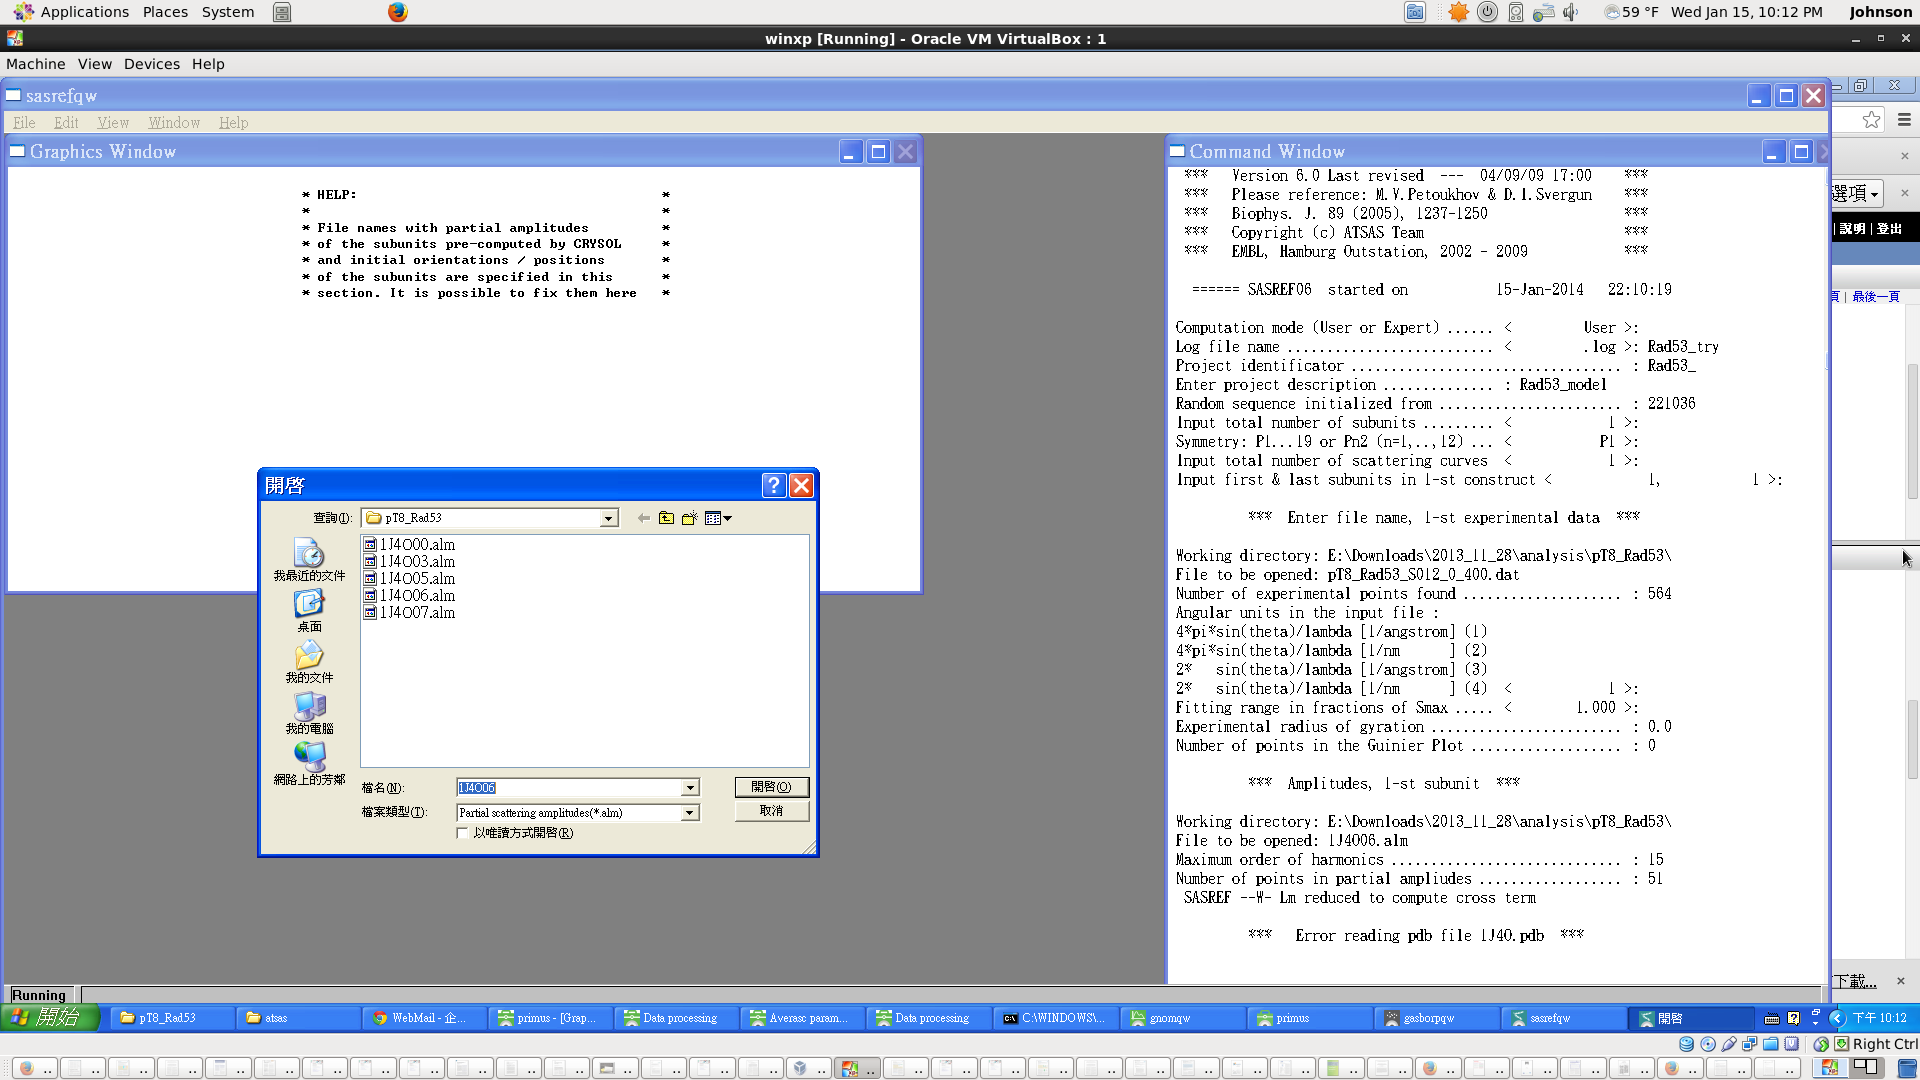 Applications Places System
59 °F Wed Jan 15, 10:12 PM Johnson
winxp [Running] - Oracle VM VirtualBox : 1
Machine View Devices Help
sasrefqw
File Edit View Window Help
Graphics Window
* HELP: *
* *
* File names with partial amplitudes *
* of the subunits pre-computed by CRYSOL *
* and initial orientations / positions *
* of the subunits are specified in this *
* section. It is possible to fix them here *
開啓
查詢(I): pT8_Rad53
1J4O00.alm
1J4O03.alm
1J4O05.alm
1J4O06.alm
1J4O07.alm
我最近的文件
桌面
我的文件
我的電腦
網路上的芳鄰
檔名(N): 1J4O06 開啓(O)
檔案類型(T): Partial scattering amplitudes(*.alm) 取消
以唯讀方式開啓(R)
Command Window
*** Version 6.0 Last revised --- 04/09/09 17:00 ***
*** Please reference: M.V.Petoukhov & D.I.Svergun ***
*** Biophys. J. 89 (2005), 1237-1250 ***
*** Copyright (c) ATSAS Team ***
*** EMBL, Hamburg Outstation, 2002 - 2009 ***
====== SASREF06 started on 15-Jan-2014 22:10:19
Computation mode (User or Expert) ...... < User >:
Log file name .......................... < .log >: Rad53_try
Project identificator .................................. : Rad53_
Enter project description .............. : Rad53_model
Random sequence initialized from ....................... : 221036
Input total number of subunits ......... < 1 >:
Symmetry: P1...19 or Pn2 (n=1,..,12) ... < P1 >:
Input total number of scattering curves < 1 >:
Input first & last subunits in 1-st construct < 1, 1 >:
*** Enter file name, 1-st experimental data ***
Working directory: E:\Downloads\2013_11_28\analysis\pT8_Rad53\
File to be opened: pT8_Rad53_S012_0_400.dat
Number of experimental points found .................... : 564
Angular units in the input file :
4*pi*sin(theta)/lambda [1/angstrom] (1)
4*pi*sin(theta)/lambda [1/nm ] (2)
2* sin(theta)/lambda [1/angstrom] (3)
2* sin(theta)/lambda [1/nm ] (4) < 1 >:
Fitting range in fractions of Smax ..... < 1.000 >:
Experimental radius of gyration ........................ : 0.0
Number of points in the Guinier Plot ................... : 0
*** Amplitudes, 1-st subunit ***
Working directory: E:\Downloads\2013_11_28\analysis\pT8_Rad53\
File to be opened: 1J4O06.alm
Maximum order of harmonics ............................. : 15
Number of points in partial ampliudes .................. : 51
SASREF --W- Lm reduced to compute cross term
*** Error reading pdb file 1J4O.pdb ***
選項
| 說明 | 登出
頁 | 最後一頁
下載...
Running
開始 pT8_Rad53 atsas WebMail - 企... primus - [Grap... Data processing Averasc param... Data processing C:\WINDOWS\... gnomqw primus gasborpqw sasrefqw 開啓 下午 10:12
Right Ctrl